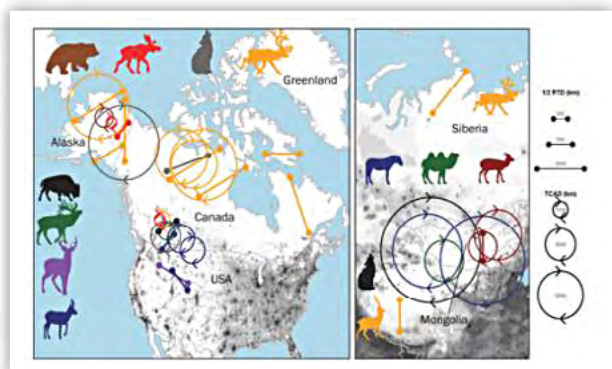 Greenland
Alaska
Canada
USA
Siberia
Mongolia
1/2 RTD (km)
TCAD (km)